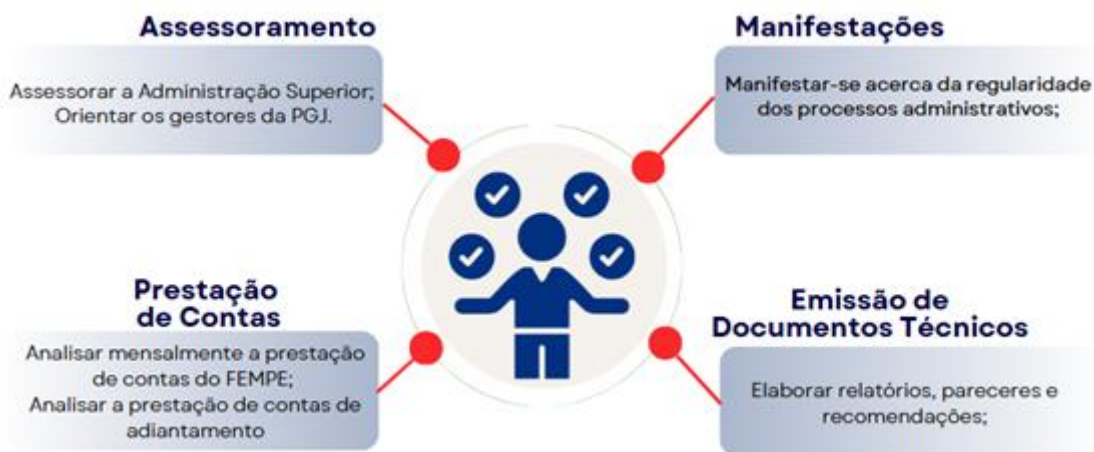 Assessoramento
Assessorar a Administração Superior;
Orientar os gestores da PGJ.
Manifestações
Manifestar-se acerca da regularidade
dos processos administrativos;
Prestação
de Contas
Analisar mensalmente a prestação
de contas do FEMPE;
Analisar a prestação de contas de
adiantamento
Emissão de
Documentos Técnicos
Elaborar relatórios, pareceres e
recomendações;